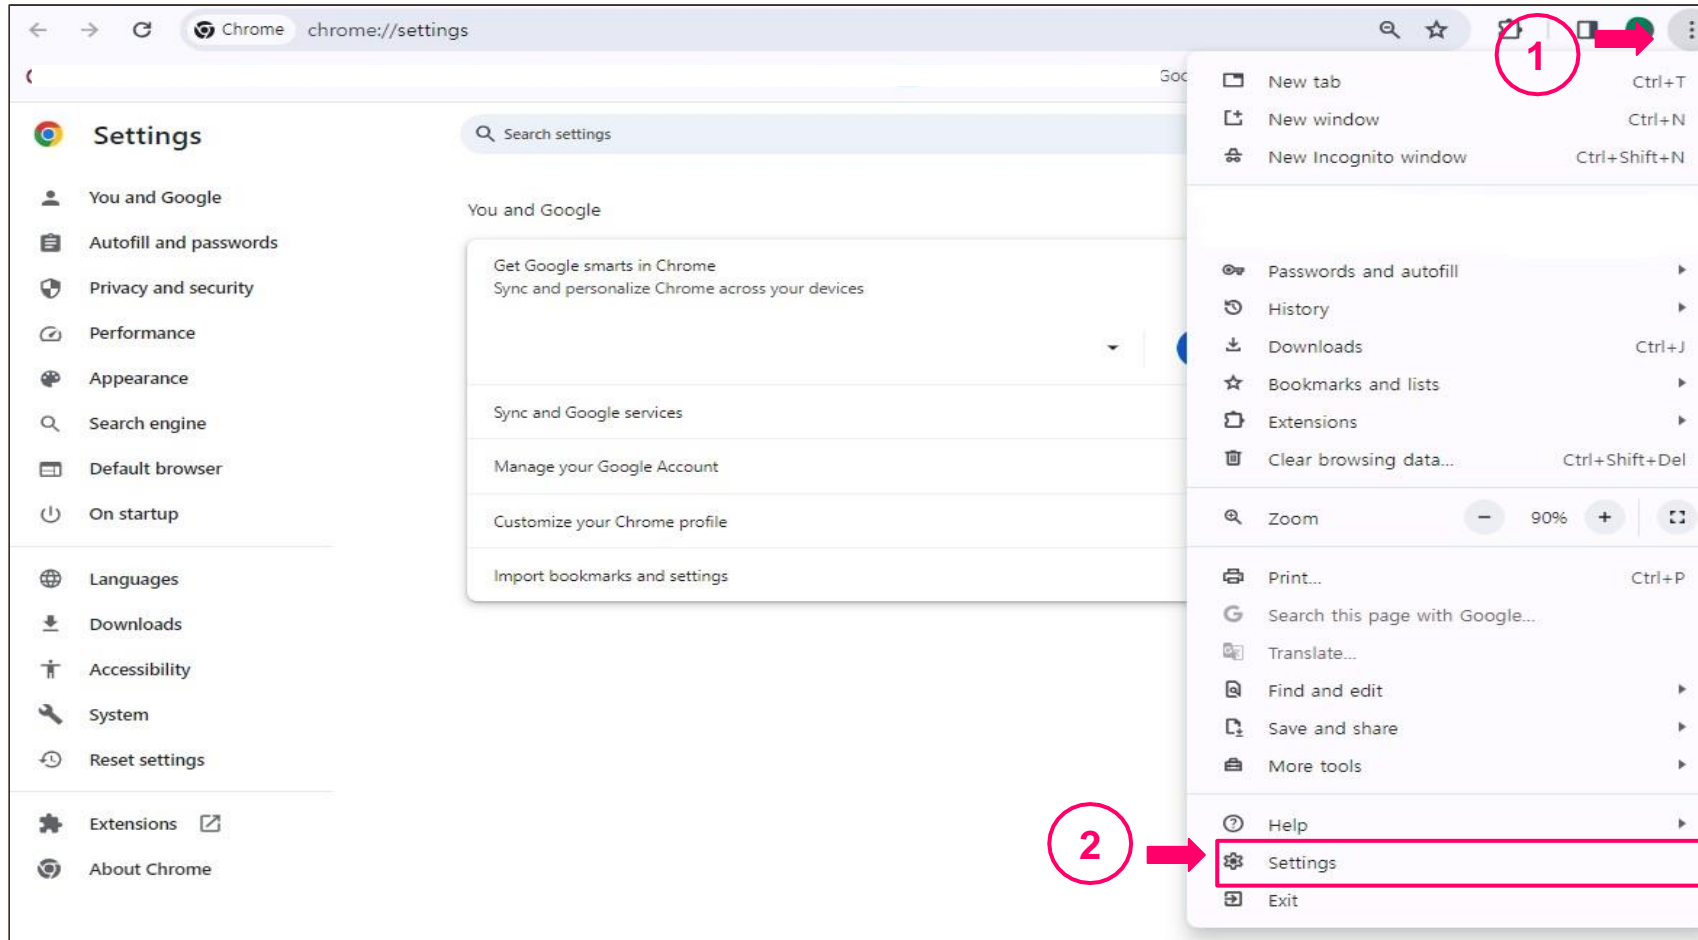 Chrome chrome://settings
1
Settings
Search settings
You and Google
Autofill and passwords
Privacy and security
Performance
Appearance
Search engine
Default browser
On startup
Languages
Downloads
Accessibility
System
Reset settings
Extensions
About Chrome
You and Google
Get Google smarts in Chrome
Sync and personalize Chrome across your devices
Sync and Google services
Manage your Google Account
Customize your Chrome profile
Import bookmarks and settings
New tab Ctrl+T
New window Ctrl+N
New Incognito window Ctrl+Shift+N
Passwords and autofill
History
Downloads Ctrl+J
Bookmarks and lists
Extensions
Clear browsing data... Ctrl+Shift+Del
Zoom - 90% +
Print... Ctrl+P
Search this page with Google...
Translate...
Find and edit
Save and share
More tools
Help
2
Settings
Exit